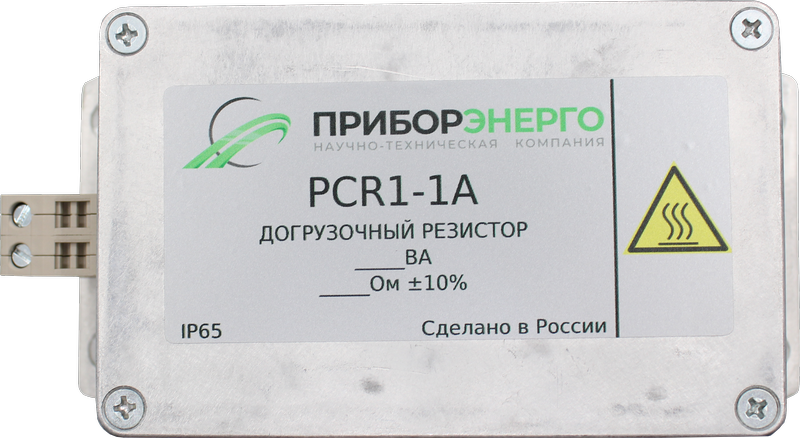 ПРИБОРЭНЕРГО
НАУЧНО-ТЕХНИЧЕСКАЯ КОМПАНИЯ
PCR1-1A
ДОГРУЗОЧНЫЙ РЕЗИСТОР
_____ВА
_____Ом ±10%
IP65
Сделано в России